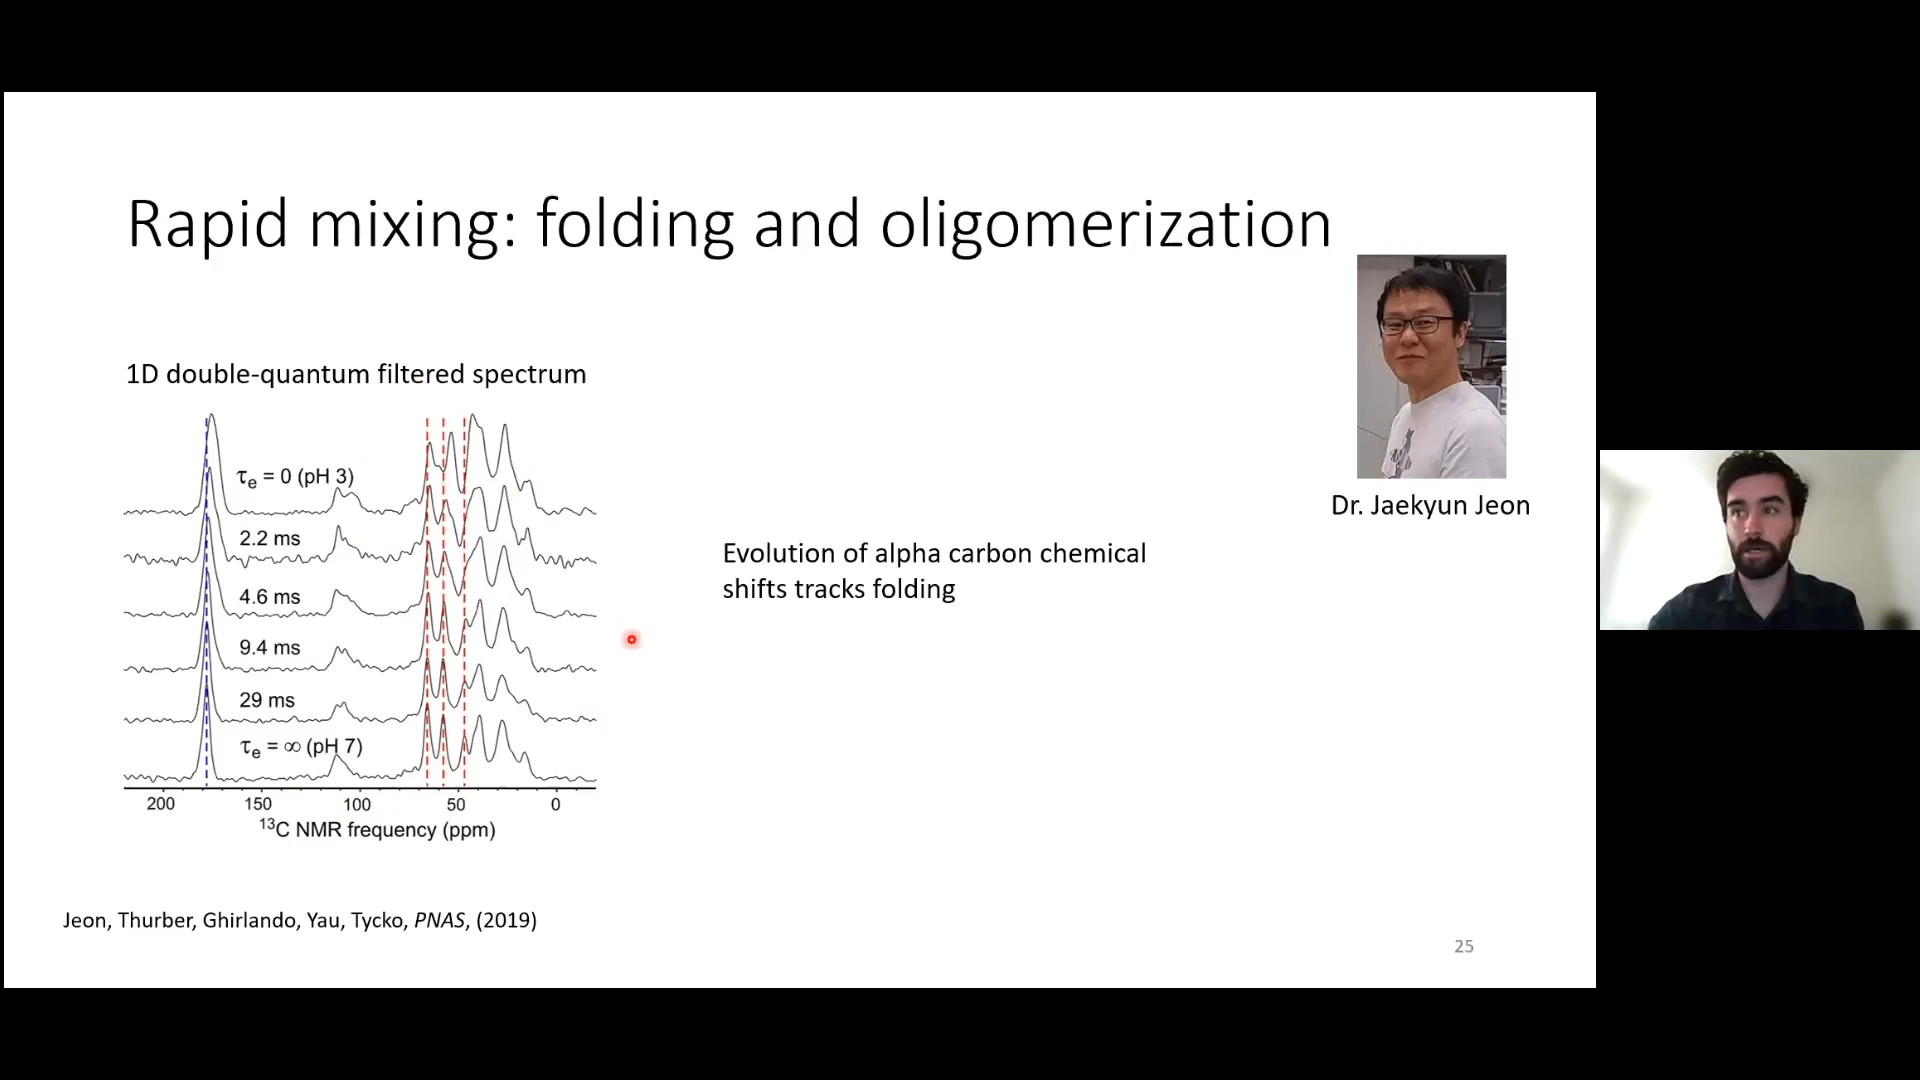 Rapid mixing: folding and oligomerization
1D double-quantum filtered spectrum
τe = 0 (pH 3)
2.2 ms
4.6 ms
9.4 ms
29 ms
τe = ∞ (pH 7)
200 150 100 50 0
13C NMR frequency (ppm)
Evolution of alpha carbon chemical
shifts tracks folding
Dr. Jaekyun Jeon
Jeon, Thurber, Ghirlando, Yau, Tycko, PNAS, (2019)
25